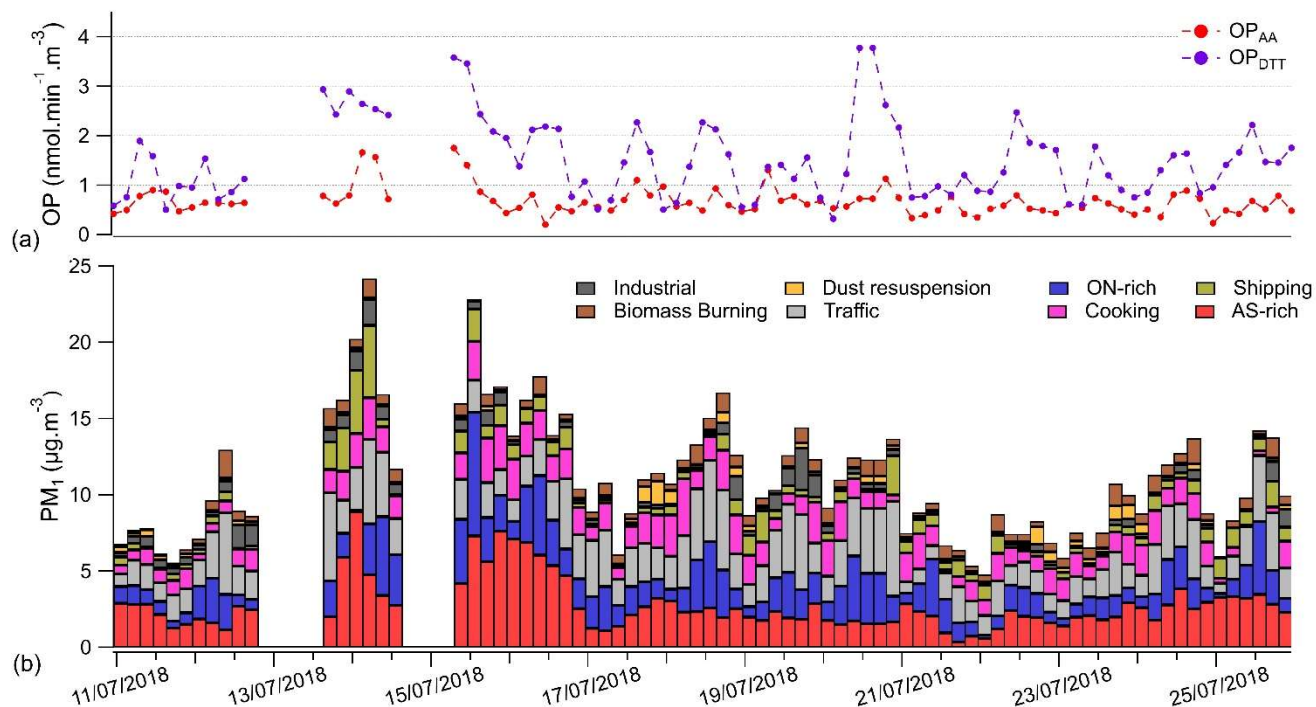 OP (nmol.min⁻¹.m⁻³)
4
3
2
1
0
OP_AA
OP_DTT
(a)
PM₁ (µg.m⁻³)
25
20
15
10
5
0
Industrial Dust resuspension ON-rich Shipping
Biomass Burning Traffic Cooking AS-rich
(b)
11/07/2018 13/07/2018 15/07/2018 17/07/2018 19/07/2018 21/07/2018 23/07/2018 25/07/2018